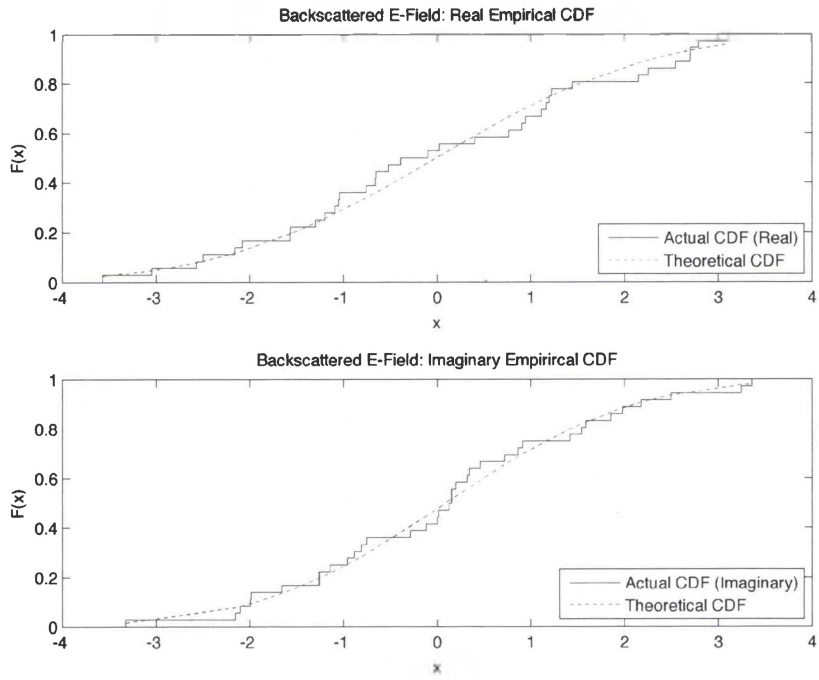 Backscattered E-Field: Real Empirical CDF
1
0.8
0.6
0.4
0.2
0
F(x)
Actual CDF (Real)
Theoretical CDF
-4 -3 -2 -1 0 1 2 3 4
x
Backscattered E-Field: Imaginary Empirircal CDF
1
0.8
0.6
0.4
0.2
0
F(x)
Actual CDF (Imaginary)
Theoretical CDF
-4 -3 -2 -1 0 1 2 3 4
x